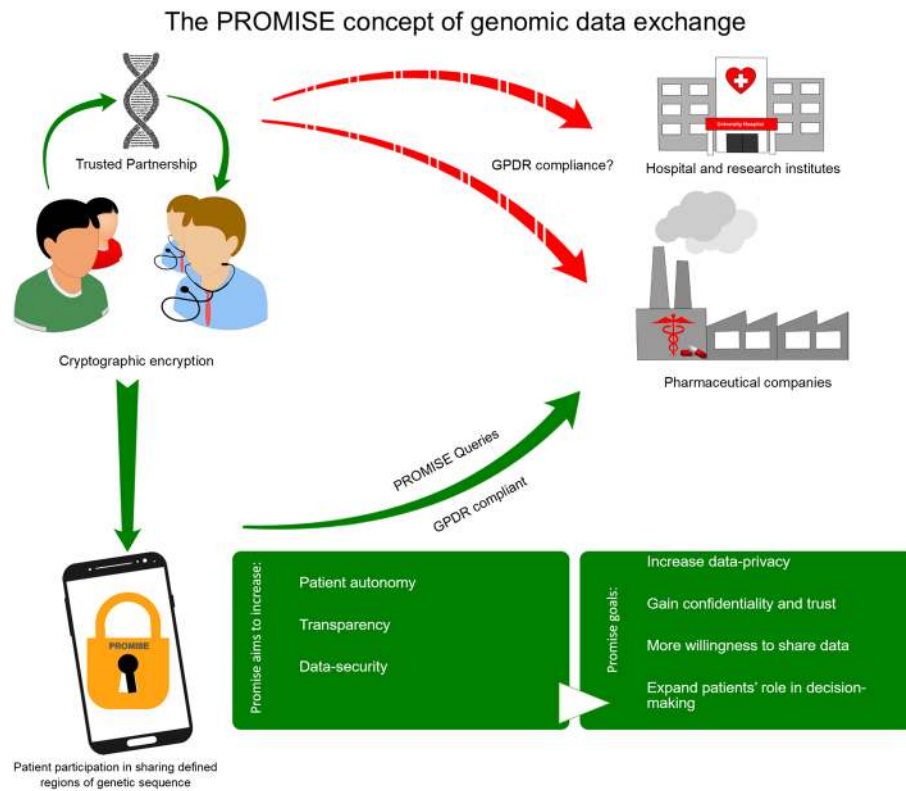 The PROMISE concept of genomic data exchange
Trusted Partnership
GPDR compliance?
University Hospital
Hospital and research institutes
Cryptographic encryption
Pharmaceutical companies
PROMISE Queries
GPDR compliant
PROMISE
Patient participation in sharing defined
regions of genetic sequence
Promise aims to increase:
Patient autonomy
Transparency
Data-security
Promise goals:
Increase data-privacy
Gain confidentiality and trust
More willingness to share data
Expand patients' role in decision-
making